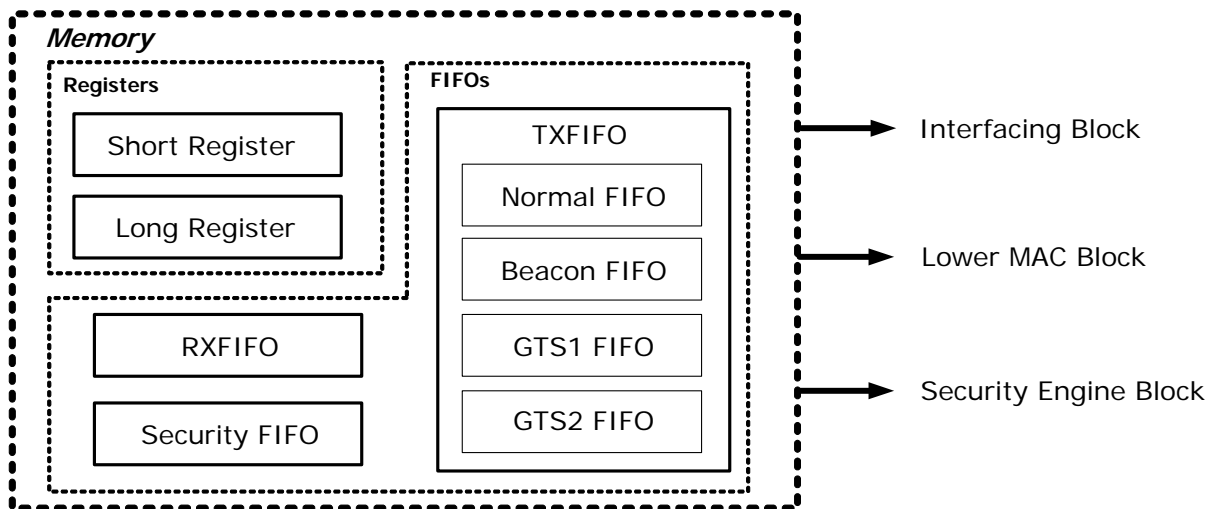 Memory
Registers
Short Register
Long Register
FIFOs
TXFIFO
Normal FIFO
Beacon FIFO
GTS1 FIFO
GTS2 FIFO
RXFIFO
Security FIFO
Interfacing Block
Lower MAC Block
Security Engine Block